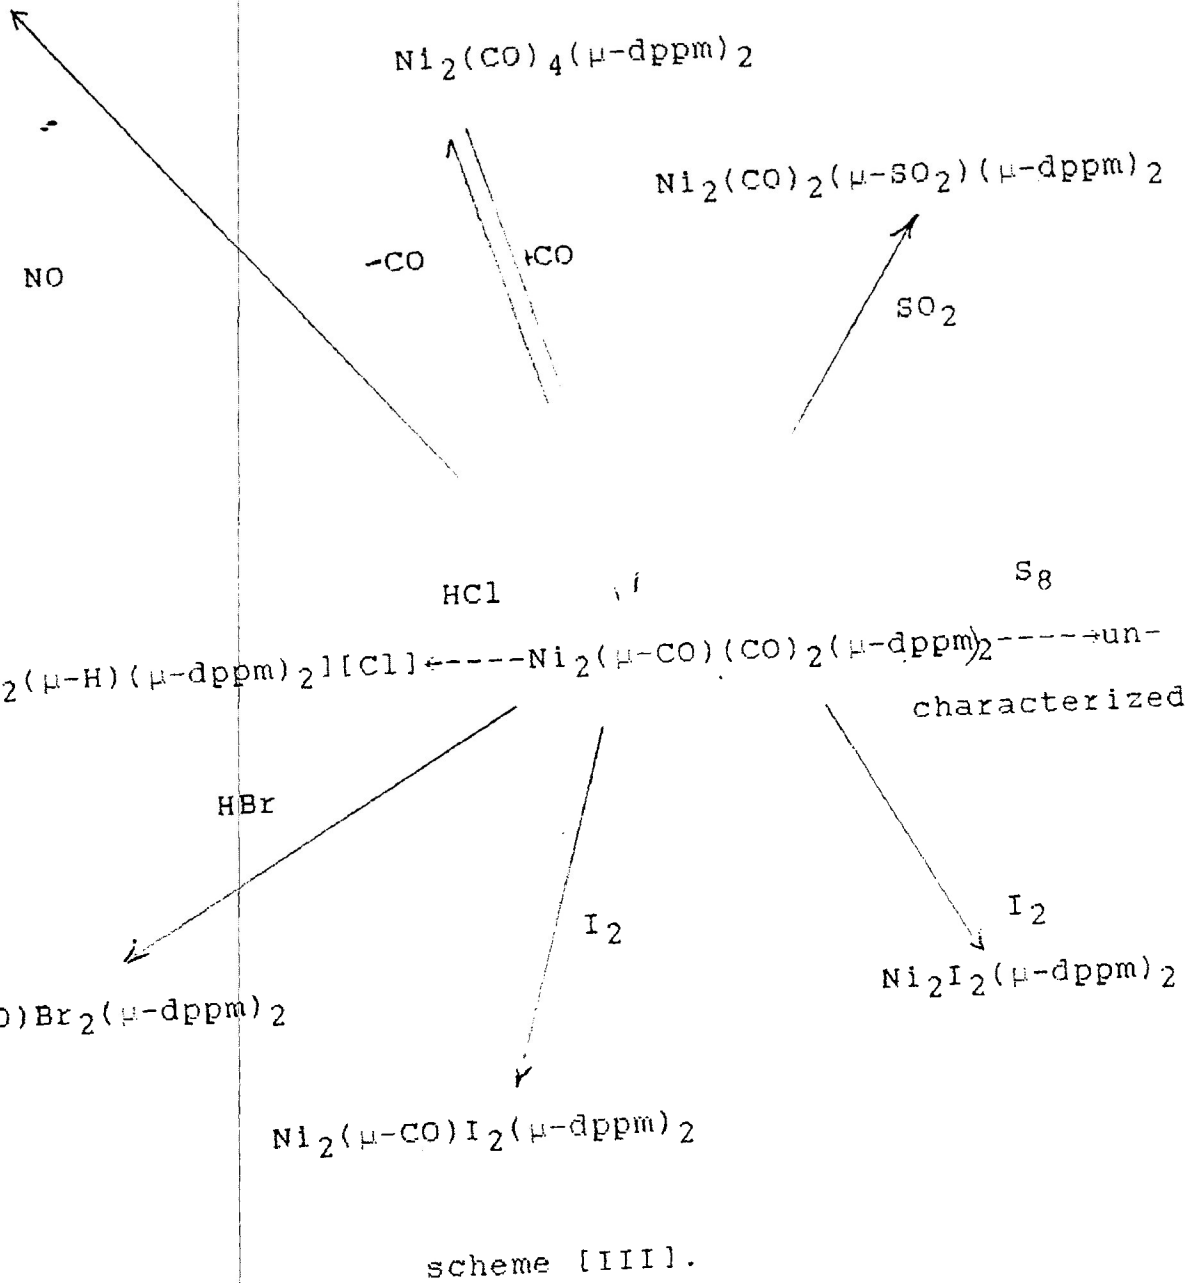 Ni2(CO)4(μ-dppm)2
Ni2(CO)2(μ-SO2)(μ-dppm)2
NO
-CO
+CO
SO2
HCl
S8
2(μ-H)(μ-dppm)2][Cl]←----Ni2(μ-CO)(CO)2(μ-dppm)2-----→un-
characterized
HBr
I2
I2
Ni2I2(μ-dppm)2
)Br2(μ-dppm)2
Ni2(μ-CO)I2(μ-dppm)2
scheme [III].